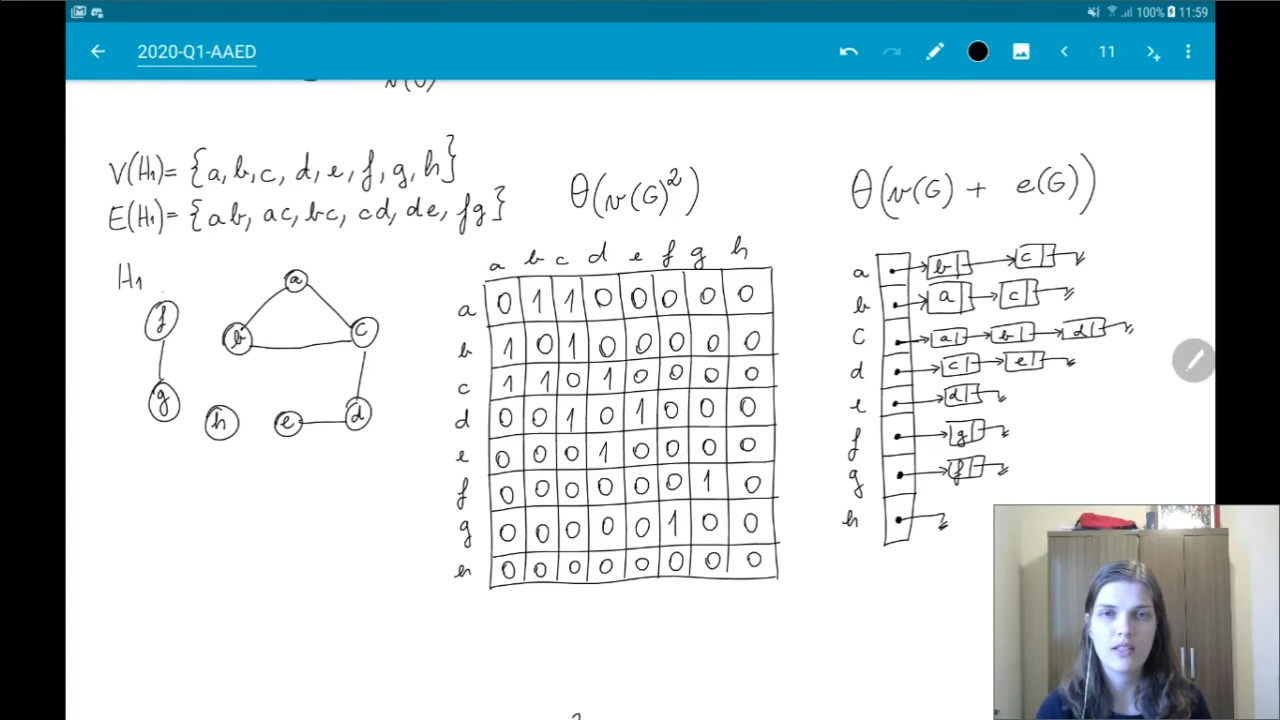 100% 11:59
2020-Q1-AAED
11
V(H1)= {a, b, c, d, e, f, g, h}
E(H1)= {ab, ac, bc, cd, de, fg}
H1
a
f
b
c
g
h
e
d
Θ(v(G)²)
a b c d e f g h
a 0 1 1 0 0 0 0 0
b 1 0 1 0 0 0 0 0
c 1 1 0 1 0 0 0 0
d 0 0 1 0 1 0 0 0
e 0 0 0 1 0 0 0 0
f 0 0 0 0 0 0 1 0
g 0 0 0 0 0 1 0 0
h 0 0 0 0 0 0 0 0
Θ(v(G) + e(G))
a b c
b a c
c a b d
d c e
e d
f g
g f
h